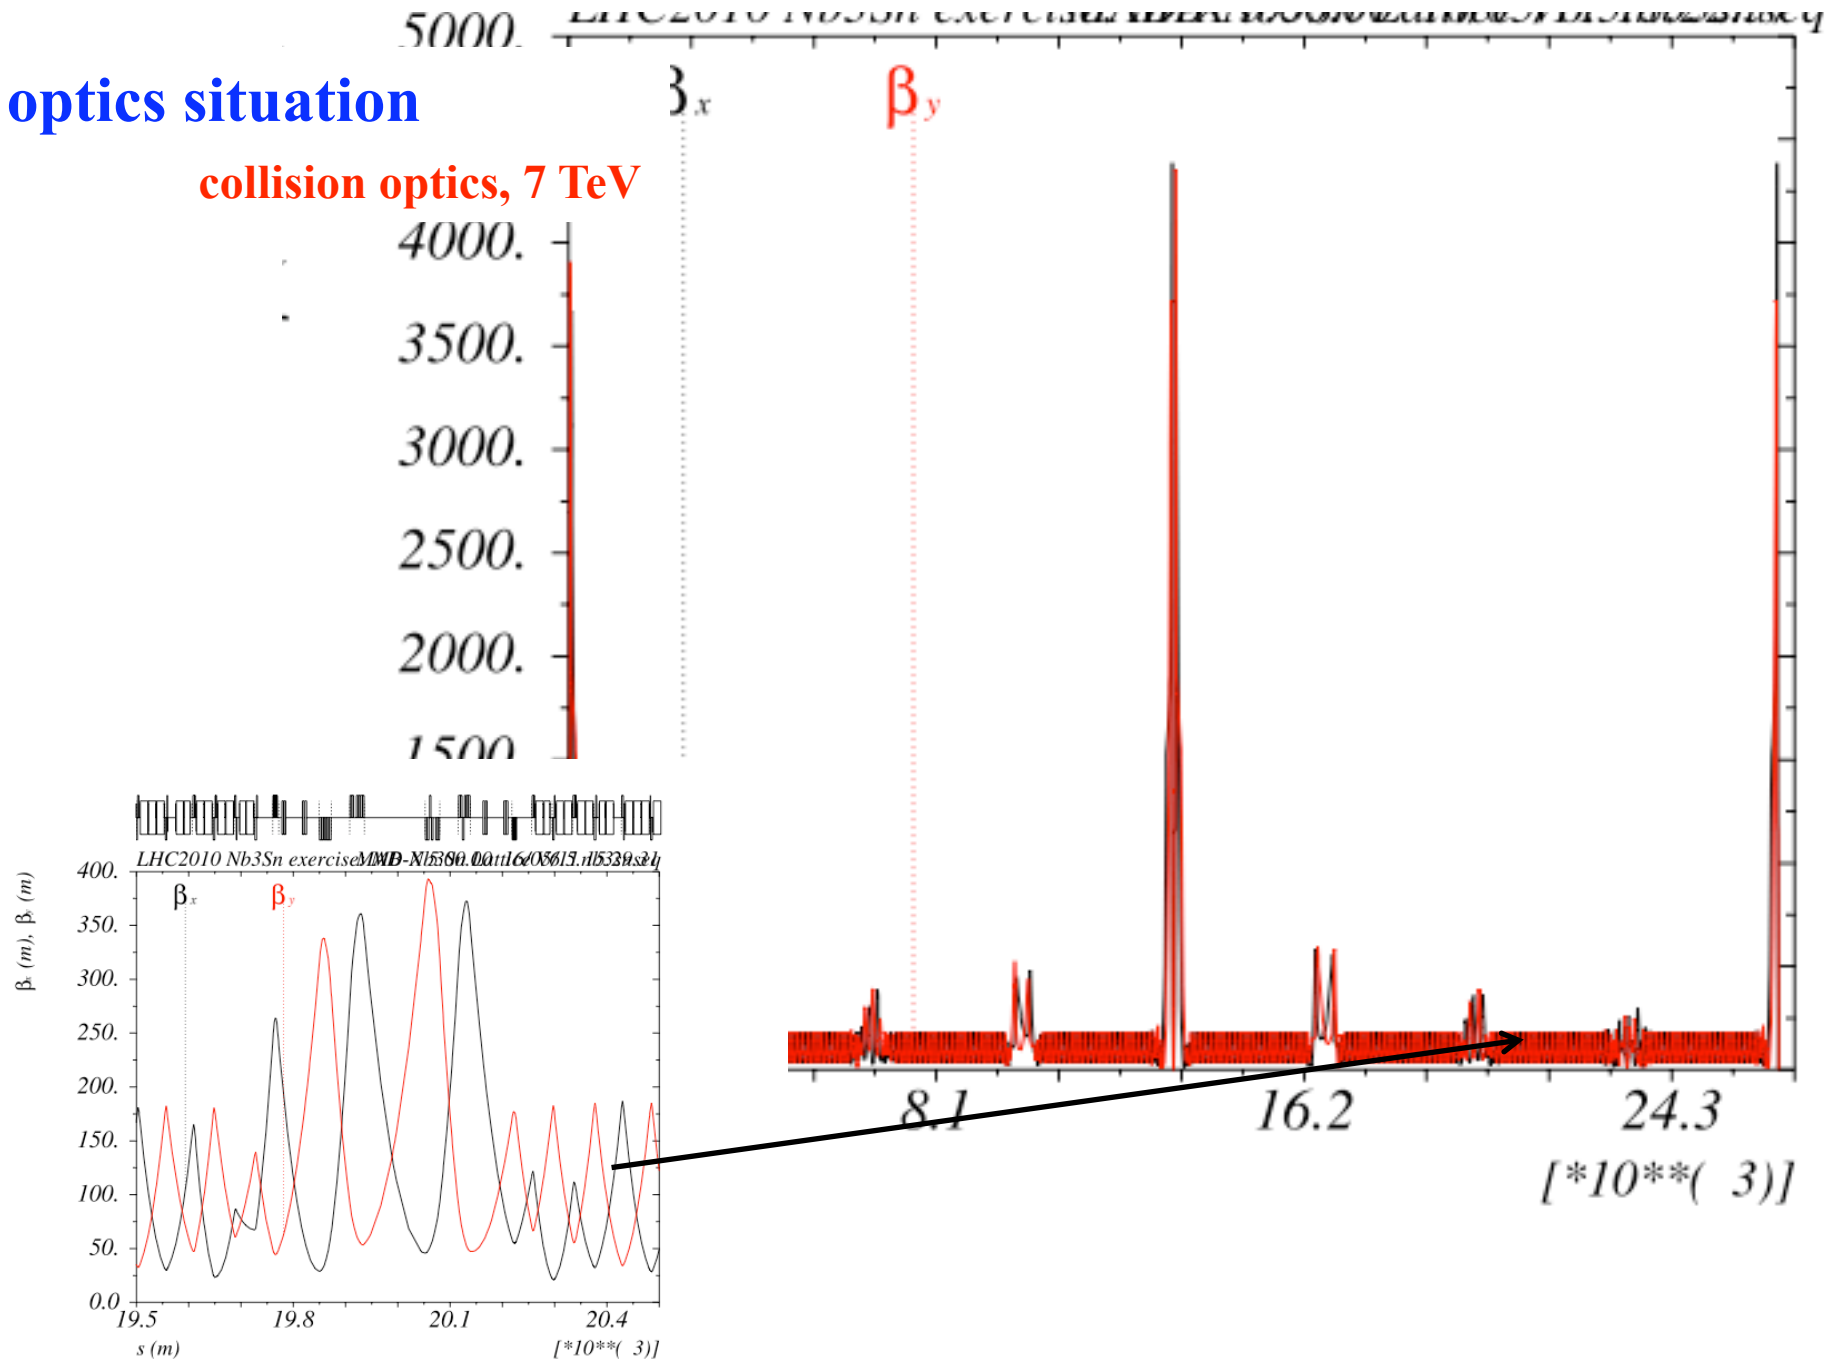 LHC2010 Nb3Sn
5000.
optics situation
βx
βy
collision optics, 7 TeV
4000.
3500.
3000.
2500.
2000.
1500.
8.1
16.2
24.3
[*10**( 3)]
LHC2010 Nb3Sn exercise.
βx (m), βy (m)
βx
βy
400.
350.
300.
250.
200.
150.
100.
50.
0.0
19.5
19.8
20.1
20.4
s (m)
[*10**( 3)]